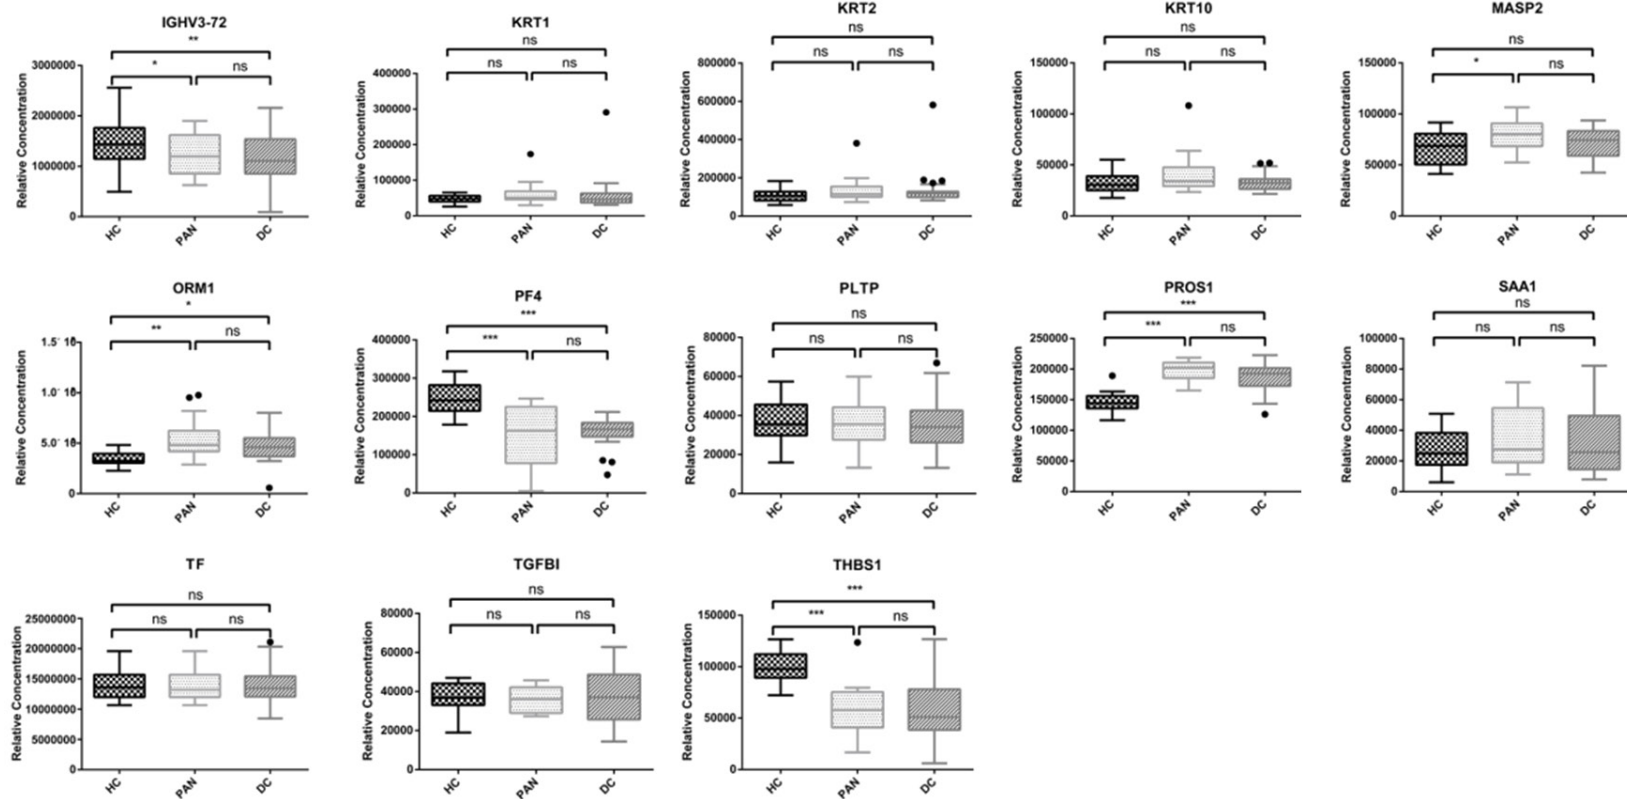 IGHV3-72
**
*
ns
Relative Concentration
3000000
2000000
1000000
0
HC
PAN
DC
KRT1
ns
ns
ns
Relative Concentration
400000
300000
200000
100000
0
HC
PAN
DC
KRT2
ns
ns
ns
Relative Concentration
800000
600000
400000
200000
0
HC
PAN
DC
KRT10
ns
ns
ns
Relative Concentration
150000
100000
50000
0
HC
PAN
DC
MASP2
ns
*
ns
Relative Concentration
150000
100000
50000
0
HC
PAN
DC
ORM1
*
**
ns
Relative Concentration
1.5
1.0
5.0
0
HC
PAN
DC
PF4
***
***
ns
Relative Concentration
400000
300000
200000
100000
0
HC
PAN
DC
PLTP
ns
ns
ns
Relative Concentration
80000
60000
40000
20000
0
HC
PAN
DC
PROS1
***
***
ns
Relative Concentration
250000
200000
150000
100000
50000
0
HC
PAN
DC
SAA1
ns
ns
ns
Relative Concentration
100000
80000
60000
40000
20000
0
HC
PAN
DC
TF
ns
ns
ns
Relative Concentration
25000000
20000000
15000000
10000000
5000000
0
HC
PAN
DC
TGFBI
ns
ns
ns
Relative Concentration
80000
60000
40000
20000
0
HC
PAN
DC
THBS1
***
***
ns
Relative Concentration
150000
100000
50000
0
HC
PAN
DC